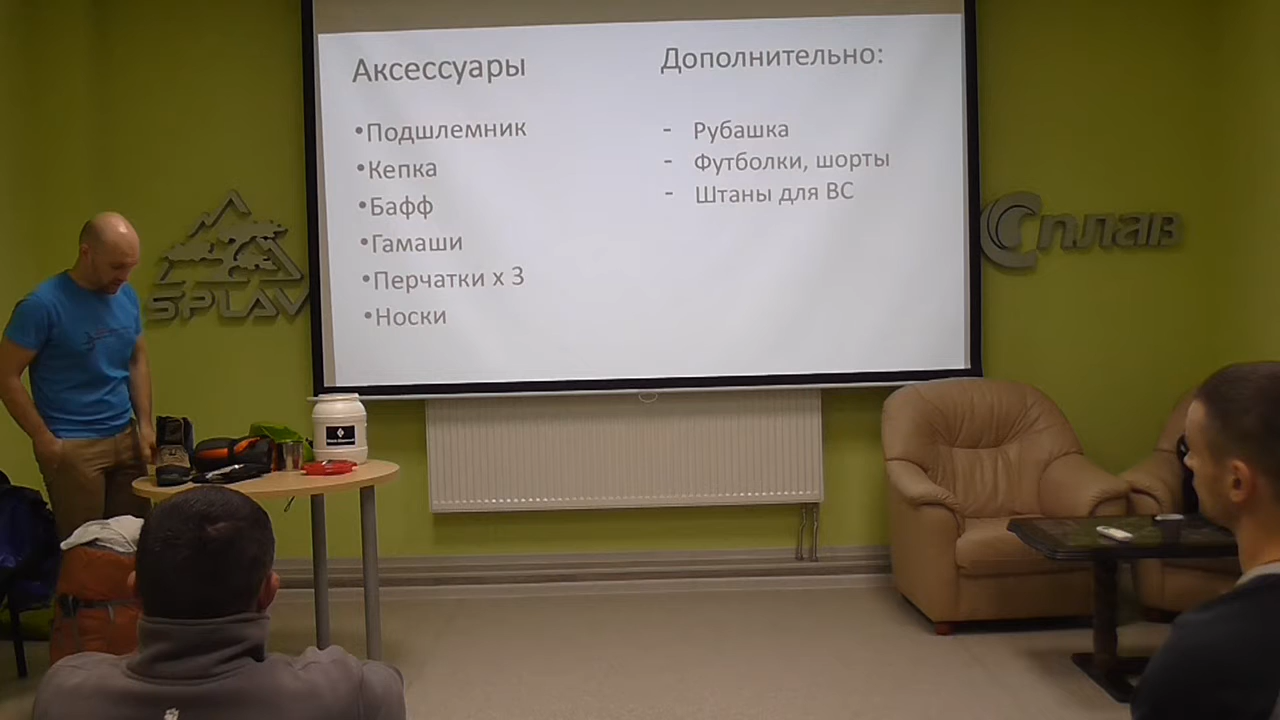 Аксессуары
•Подшлемник
•Кепка
•Бафф
•Гамаши
•Перчатки х 3
•Носки
Дополнительно:
- Рубашка
- Футболки, шорты
- Штаны для ВС
SPLAV
Сплав